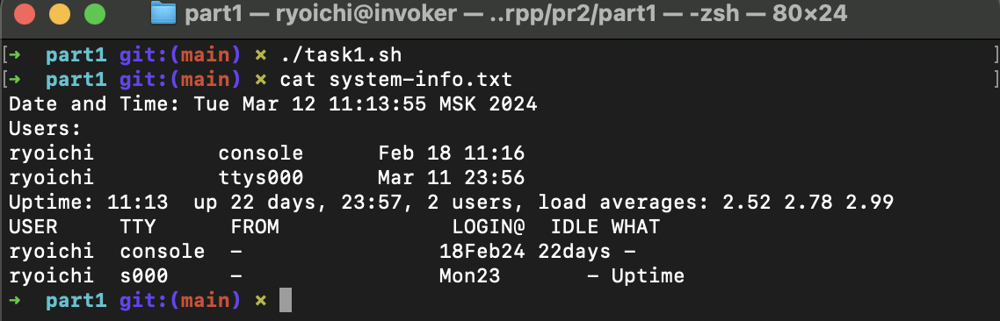 part1 — ryoichi@invoker — ..rpp/pr2/part1 — -zsh — 80×24
[➜  part1 git:(main) × ./task1.sh ]
[➜  part1 git:(main) × cat system-info.txt ]
Date and Time: Tue Mar 12 11:13:55 MSK 2024
Users:
ryoichi          console      Feb 18 11:16
ryoichi          ttys000      Mar 11 23:56
Uptime: 11:13  up 22 days, 23:57, 2 users, load averages: 2.52 2.78 2.99
USER     TTY      FROM              LOGIN@  IDLE WHAT
ryoichi  console  -                18Feb24 22days -
ryoichi  s000     -                Mon23       - Uptime
➜  part1 git:(main) ×